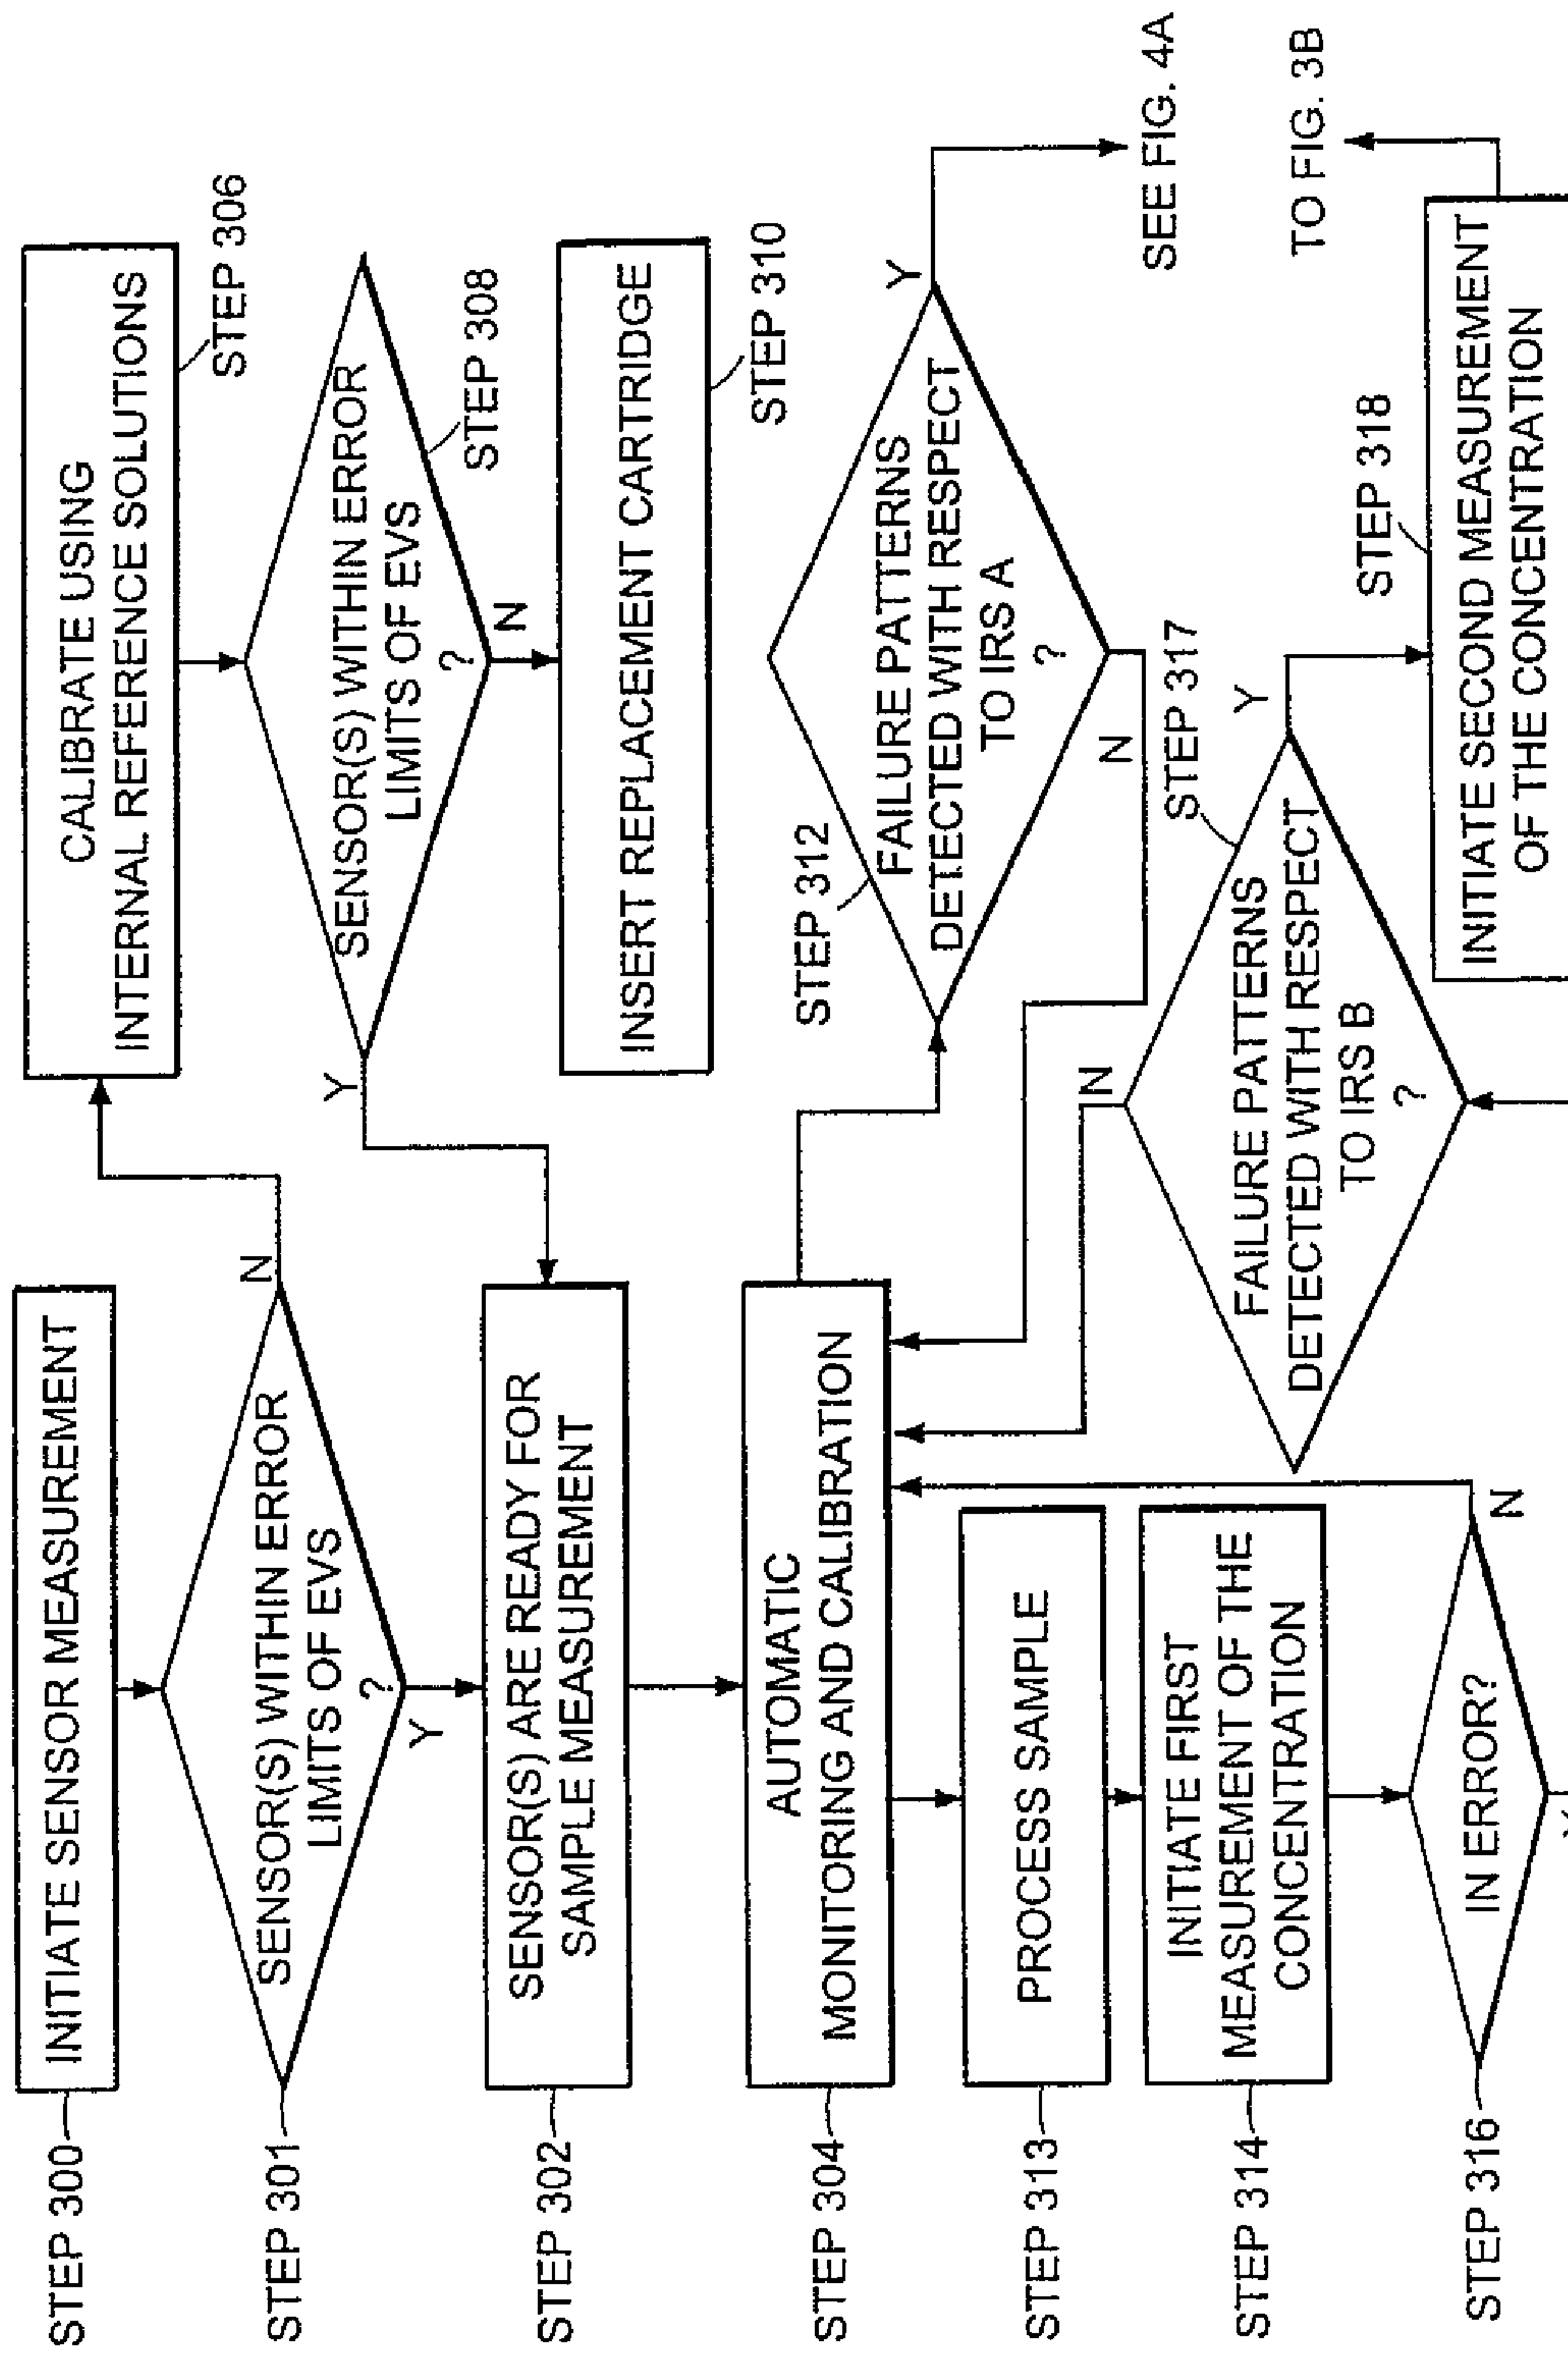 STEP 300
INITIATE SENSOR MEASUREMENT
STEP 301
SENSOR(S) WITHIN ERROR
LIMITS OF EVS
?
N
Y
CALIBRATE USING
INTERNAL REFERENCE SOLUTIONS
STEP 306
SENSOR(S) WITHIN ERROR
LIMITS OF EVS
?
STEP 308
Y
N
INSERT REPLACEMENT CARTRIDGE
STEP 310
STEP 302
SENSOR(S) ARE READY FOR
SAMPLE MEASUREMENT
STEP 304
AUTOMATIC
MONITORING AND CALIBRATION
STEP 312
FAILURE PATTERNS
DETECTED WITH RESPECT
TO IRS A
?
Y
N
SEE FIG. 4A
STEP 313
PROCESS SAMPLE
STEP 314
INITIATE FIRST
MEASUREMENT OF THE
CONCENTRATION
STEP 316
IN ERROR?
N
STEP 317
FAILURE PATTERNS
DETECTED WITH RESPECT
TO IRS B
?
N
Y
STEP 318
INITIATE SECOND MEASUREMENT
OF THE CONCENTRATION
TO FIG. 3B